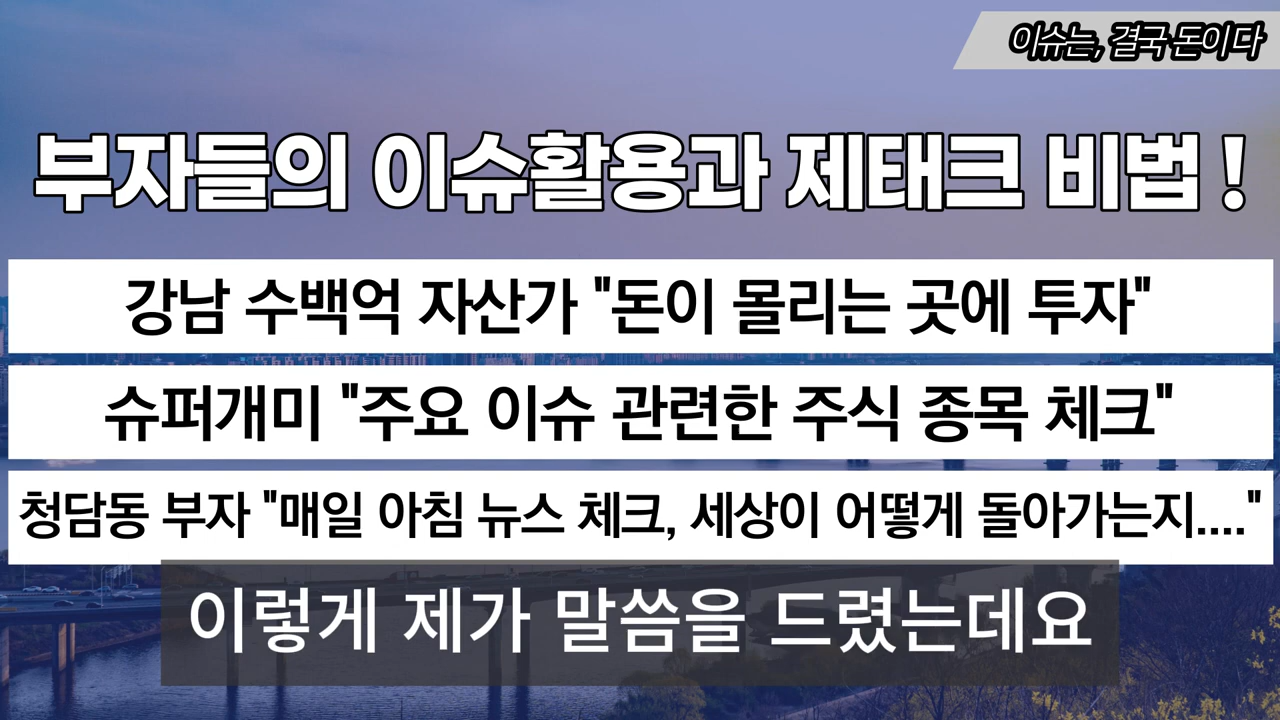 이슈는, 결국 돈이다
부자들의 이슈활용과 제태크 비법 !
강남 수백억 자산가 "돈이 몰리는 곳에 투자"
슈퍼개미 "주요 이슈 관련한 주식 종목 체크"
청담동 부자 "매일 아침 뉴스 체크, 세상이 어떻게 돌아가는지...."
이렇게 제가 말씀을 드렸는데요